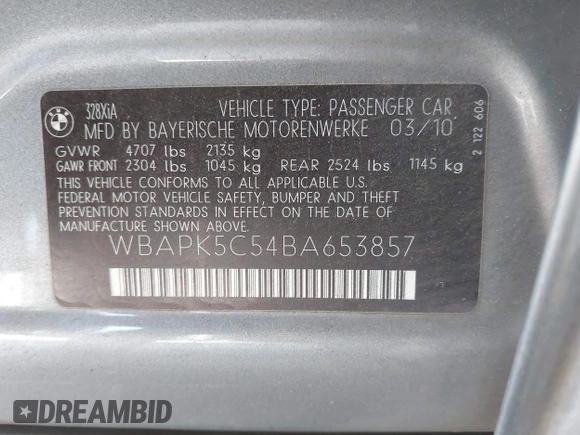 BMW
328XiA
VEHICLE TYPE: PASSENGER CAR
MFD BY BAYERISCHE MOTORENWERKE 03/10
GVWR 4707 lbs 2135 kg
GAWR FRONT 2304 lbs 1045 kg REAR 2524 lbs 1145 kg
THIS VEHICLE CONFORMS TO ALL APPLICABLE U.S.
FEDERAL MOTOR VEHICLE SAFETY, BUMPER AND THEFT
PREVENTION STANDARDS IN EFFECT ON THE DATE OF
MANUFACTURE SHOWN ABOVE.
WBAPK5C54BA653857
2 122 606
DREAMBID